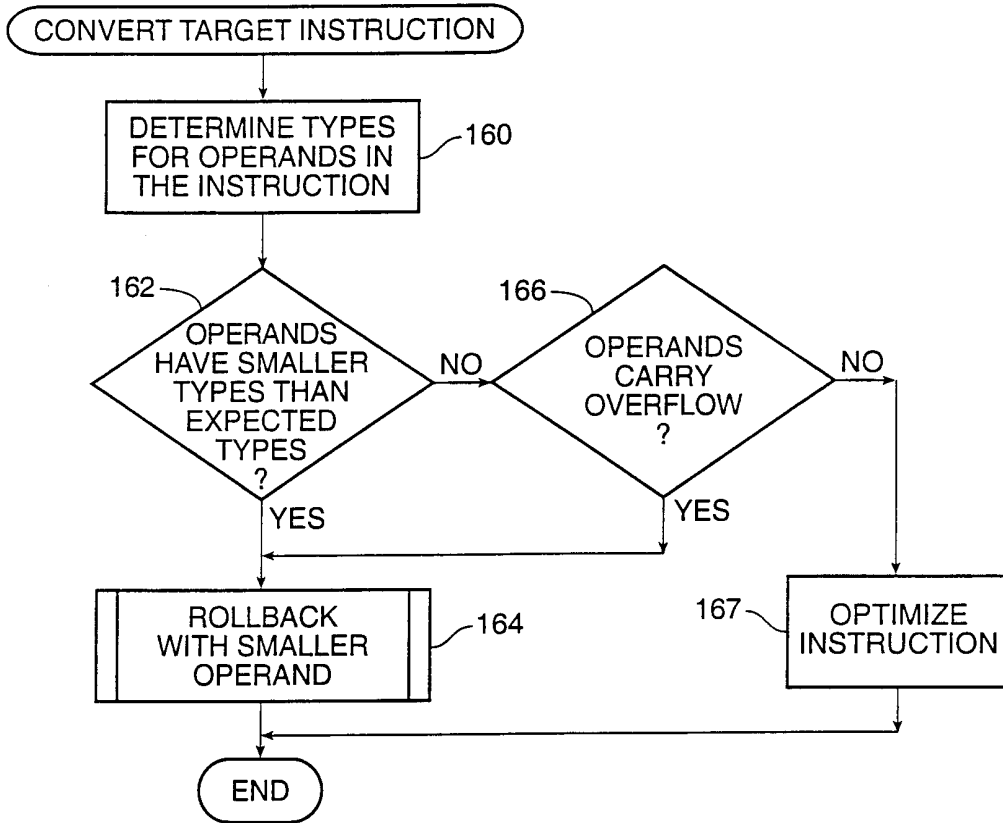 CONVERT TARGET INSTRUCTION
DETERMINE TYPES
FOR OPERANDS IN
THE INSTRUCTION
160
162
OPERANDS
HAVE SMALLER
TYPES THAN
EXPECTED
TYPES
?
NO
YES
166
OPERANDS
CARRY
OVERFLOW
?
NO
YES
ROLLBACK
WITH SMALLER
OPERAND
164
167
OPTIMIZE
INSTRUCTION
END